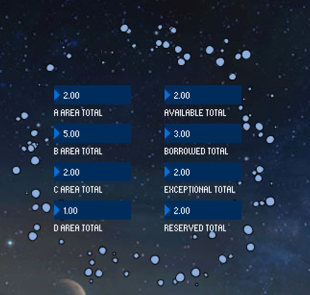 2.00
A AREA TOTAL
5.00
B AREA TOTAL
2.00
C AREA TOTAL
1.00
D AREA TOTAL
2.00
AVAILABLE TOTAL
3.00
BORROWED TOTAL
2.00
EXCEPTIONAL TOTAL
2.00
RESERVED TOTAL